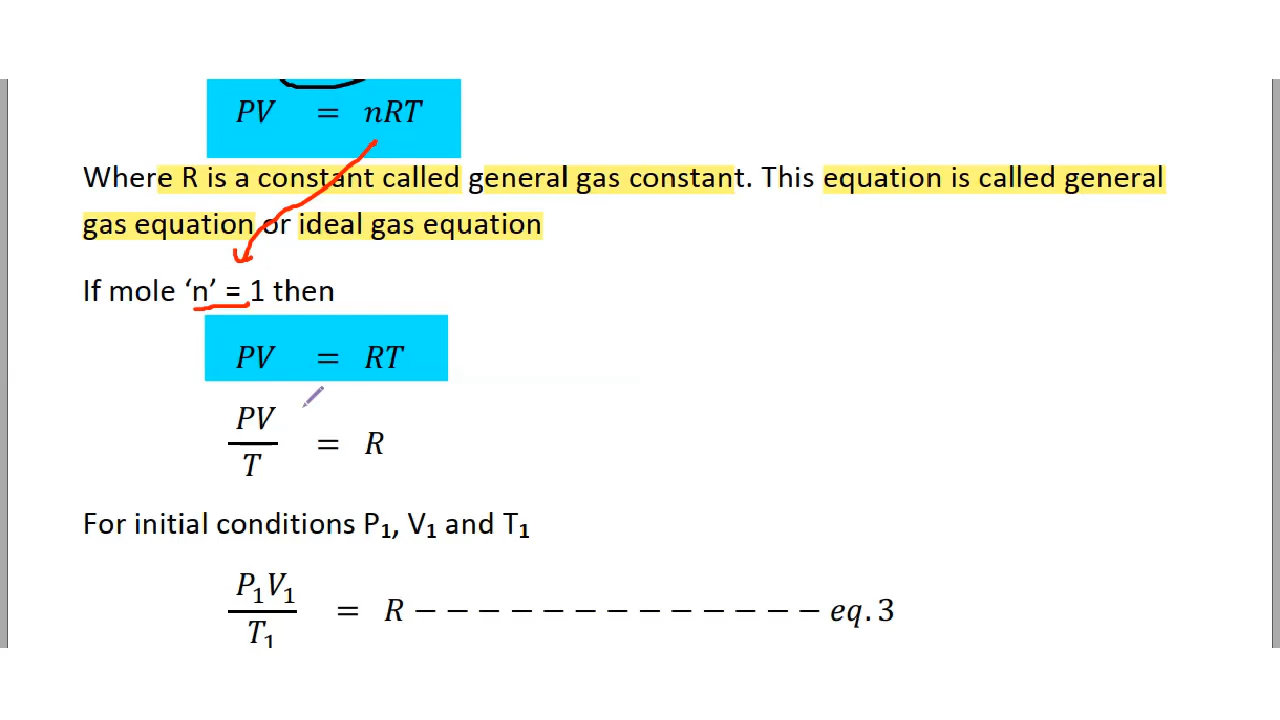 PV = nRT
Where R is a constant called general gas constant. This equation is called general
gas equation or ideal gas equation
If mole ‘n’ = 1 then
PV = RT
PV
T = R
For initial conditions P₁, V₁ and T₁
P₁V₁
T₁ = R − − − − − − − − − − − − − eq.3